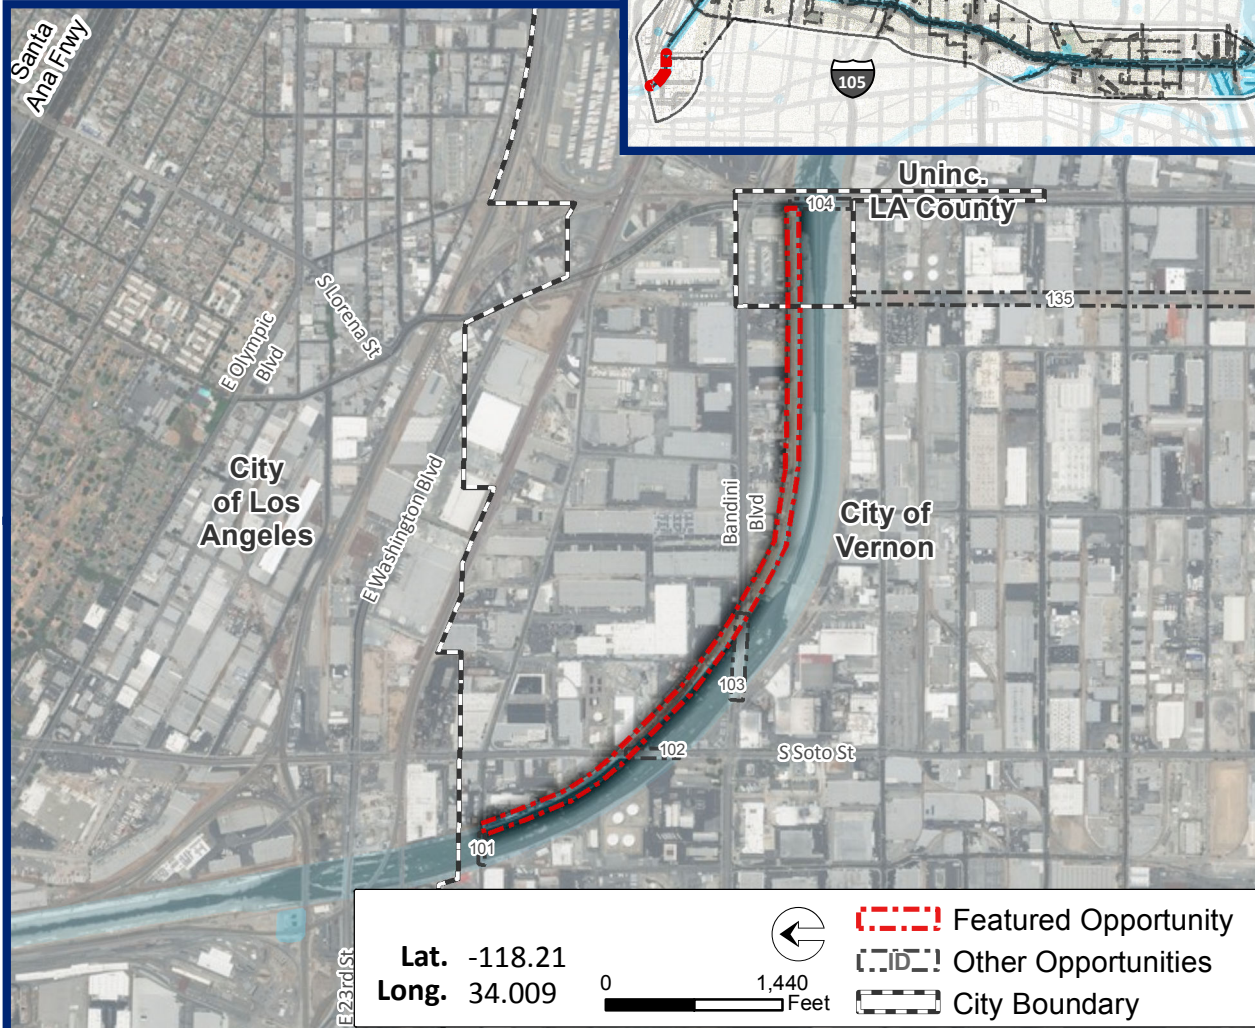 Santa
Ana Frwy
105
Uninc.
LA County
104
135
S Lorena St
E Olympic
Blvd
City
of Los
Angeles
E Washington Blvd
Bandini
Blvd
City of
Vernon
103
102
S Soto St
101
E 23rd St
Lat. -118.21
Long. 34.009
0 1,440
Feet
Featured Opportunity
ID Other Opportunities
City Boundary